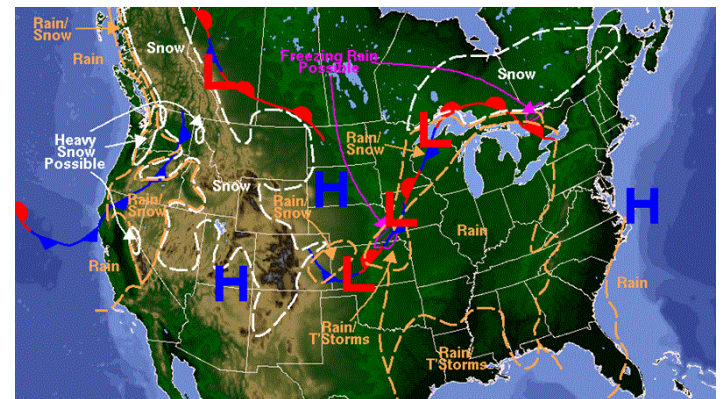 Rain/
Snow
Rain
Snow
Freezing Rain
Possible
Snow
L
L
Heavy
Snow
Possible
Rain/
Snow
Snow
H
Rain/
Snow
Rain/
Snow
L
H
Rain
Rain
H
L
Rain
Rain/
T'Storms
Rain/
T'Storms